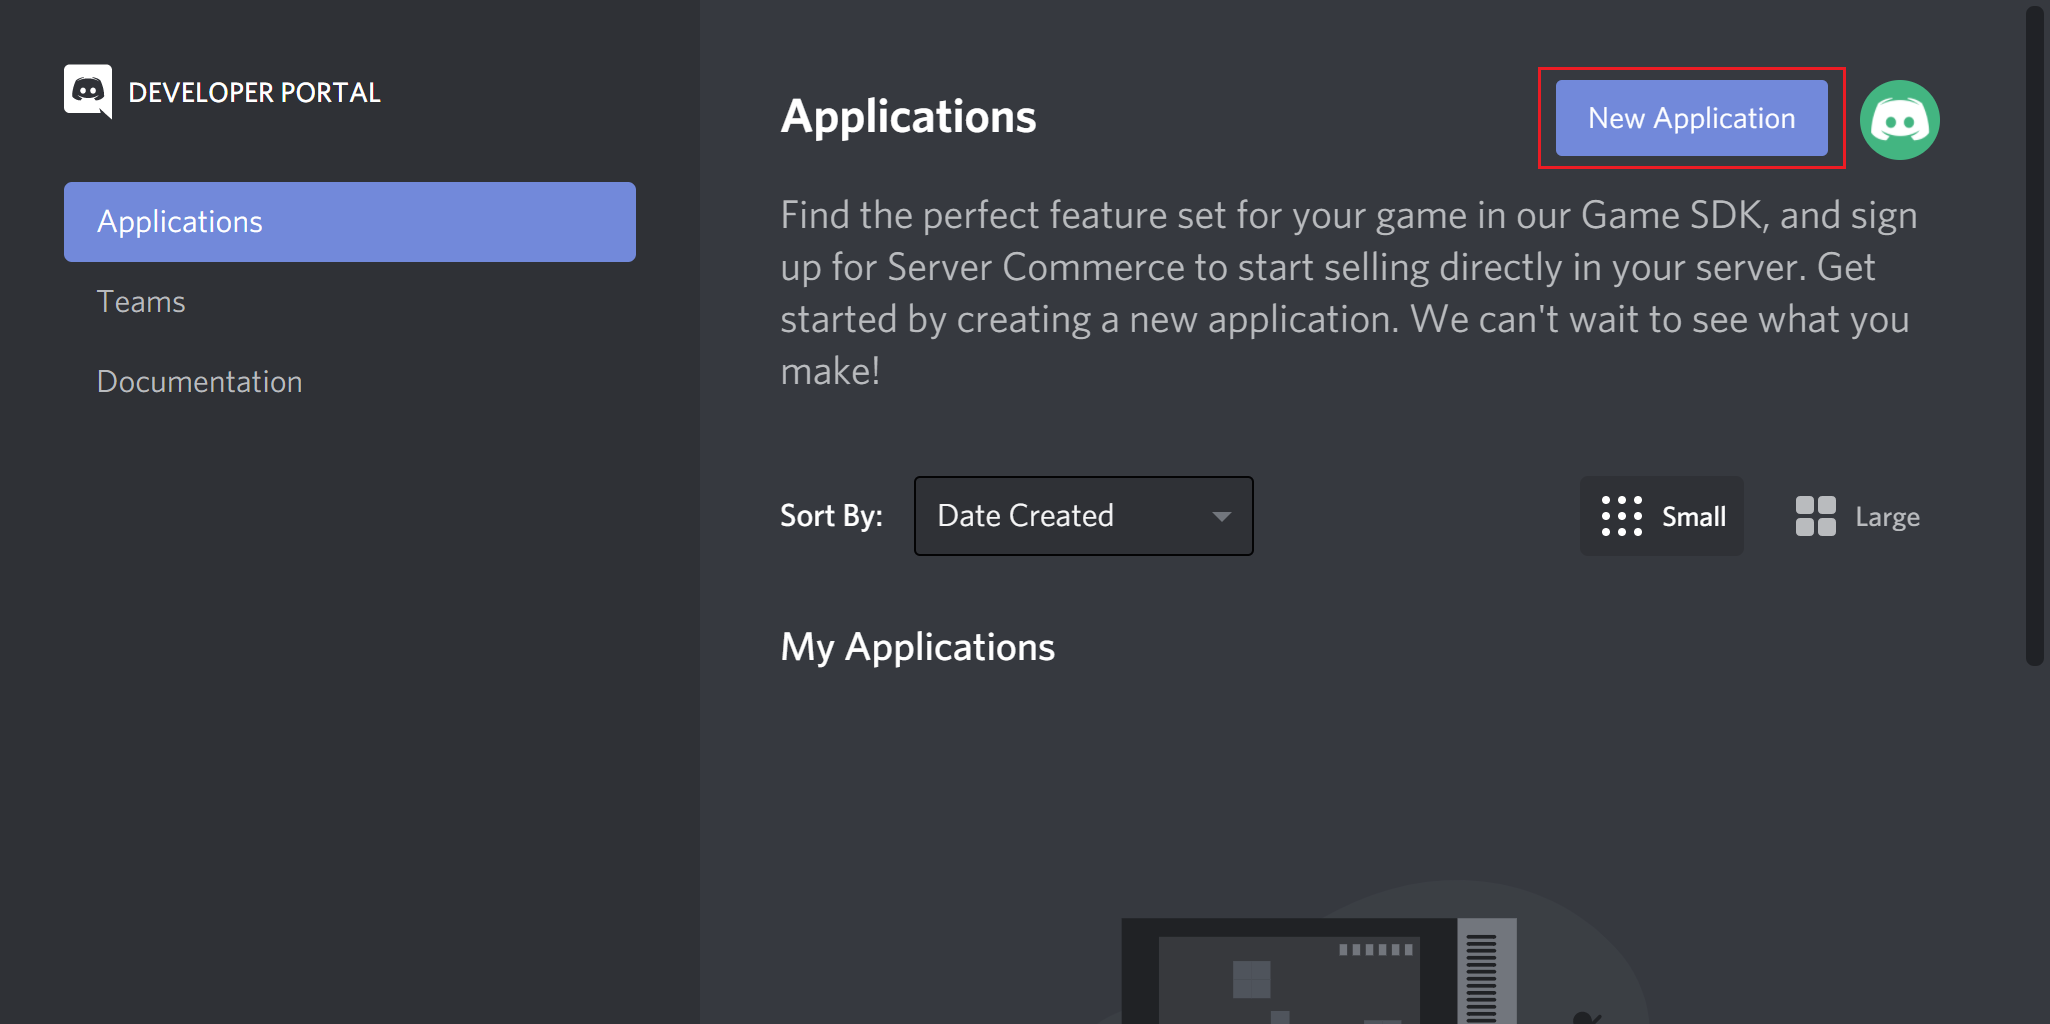 DEVELOPER PORTAL
Applications
Teams
Documentation
Applications
New Application
Find the perfect feature set for your game in our Game SDK, and sign
up for Server Commerce to start selling directly in your server. Get
started by creating a new application. We can't wait to see what you
make!
Sort By:
Date Created
Small
Large
My Applications